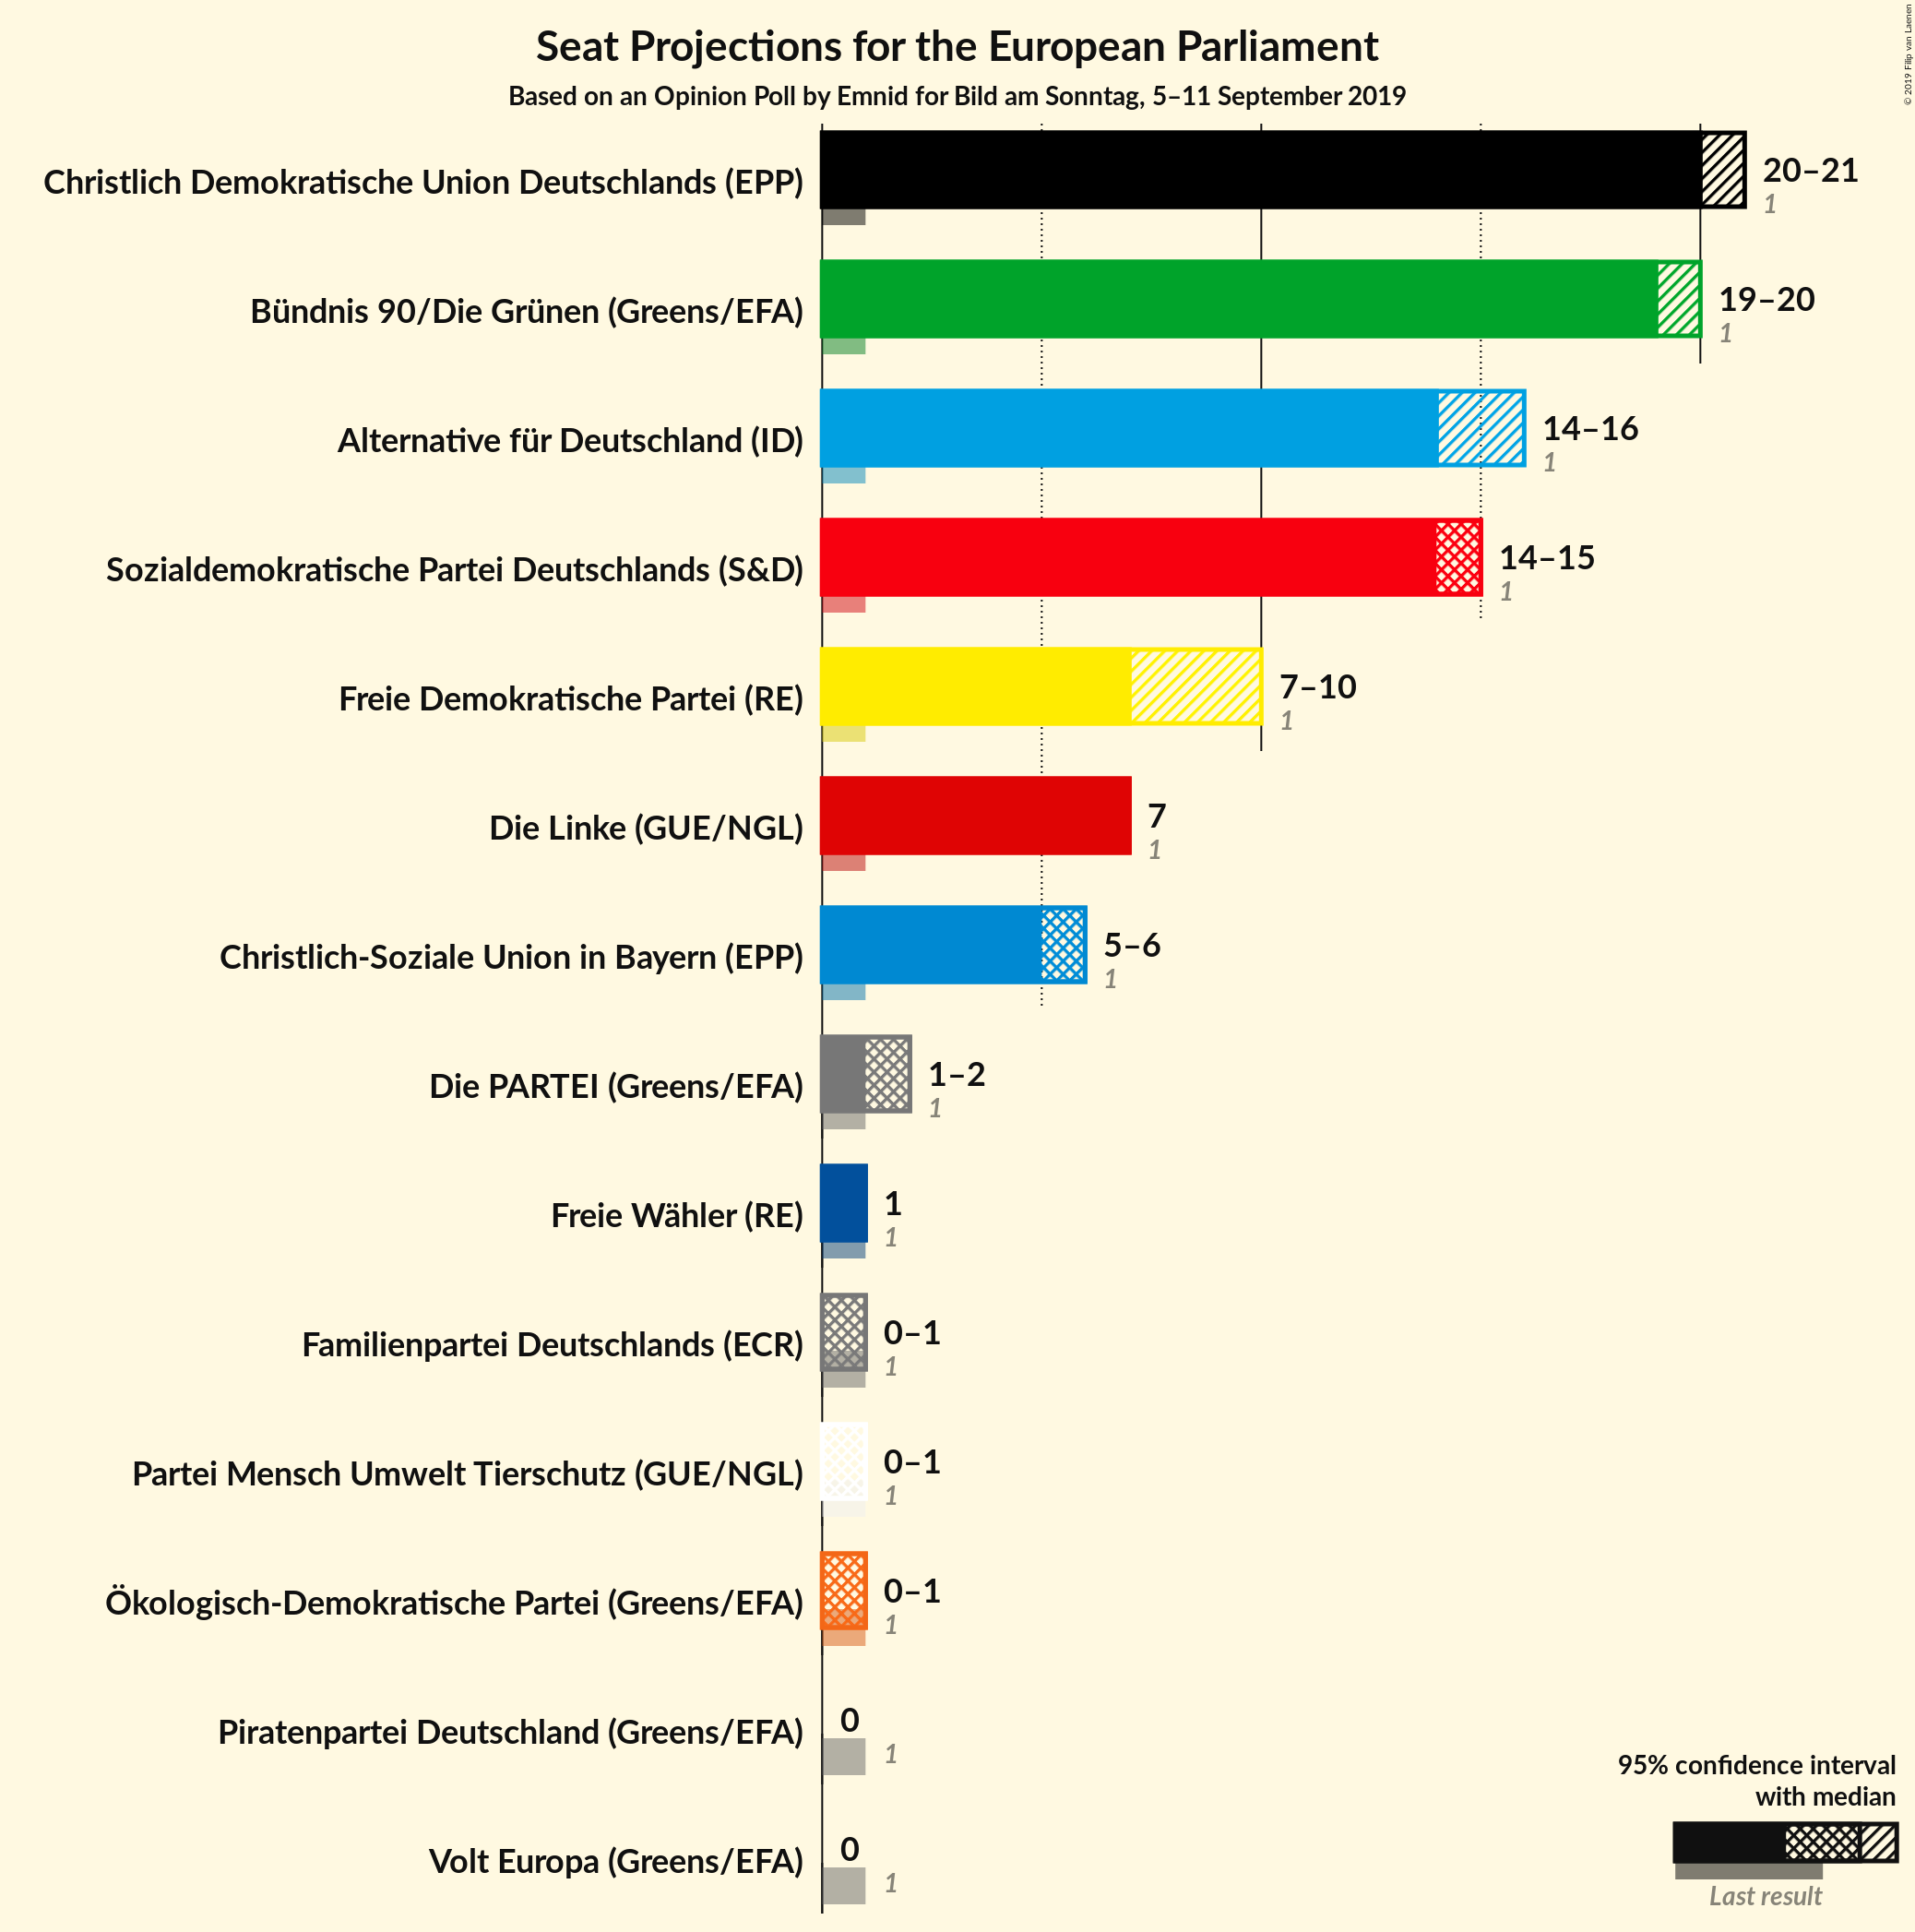 © 2019 Filip van Laenen
Seat Projections for the European Parliament
Based on an Opinion Poll by Emnid for Bild am Sonntag, 5–11 September 2019
Christlich Demokratische Union Deutschlands (EPP)
20–21
1
Bündnis 90/Die Grünen (Greens/EFA)
19–20
1
Alternative für Deutschland (ID)
14–16
1
Sozialdemokratische Partei Deutschlands (S&D)
14–15
1
Freie Demokratische Partei (RE)
7–10
1
Die Linke (GUE/NGL)
7
1
Christlich-Soziale Union in Bayern (EPP)
5–6
1
Die PARTEI (Greens/EFA)
1–2
1
Freie Wähler (RE)
1
1
Familienpartei Deutschlands (ECR)
0–1
1
Partei Mensch Umwelt Tierschutz (GUE/NGL)
0–1
1
Ökologisch-Demokratische Partei (Greens/EFA)
0–1
1
Piratenpartei Deutschland (Greens/EFA)
0
1
Volt Europa (Greens/EFA)
0
1
95% confidence interval
with median
Last result